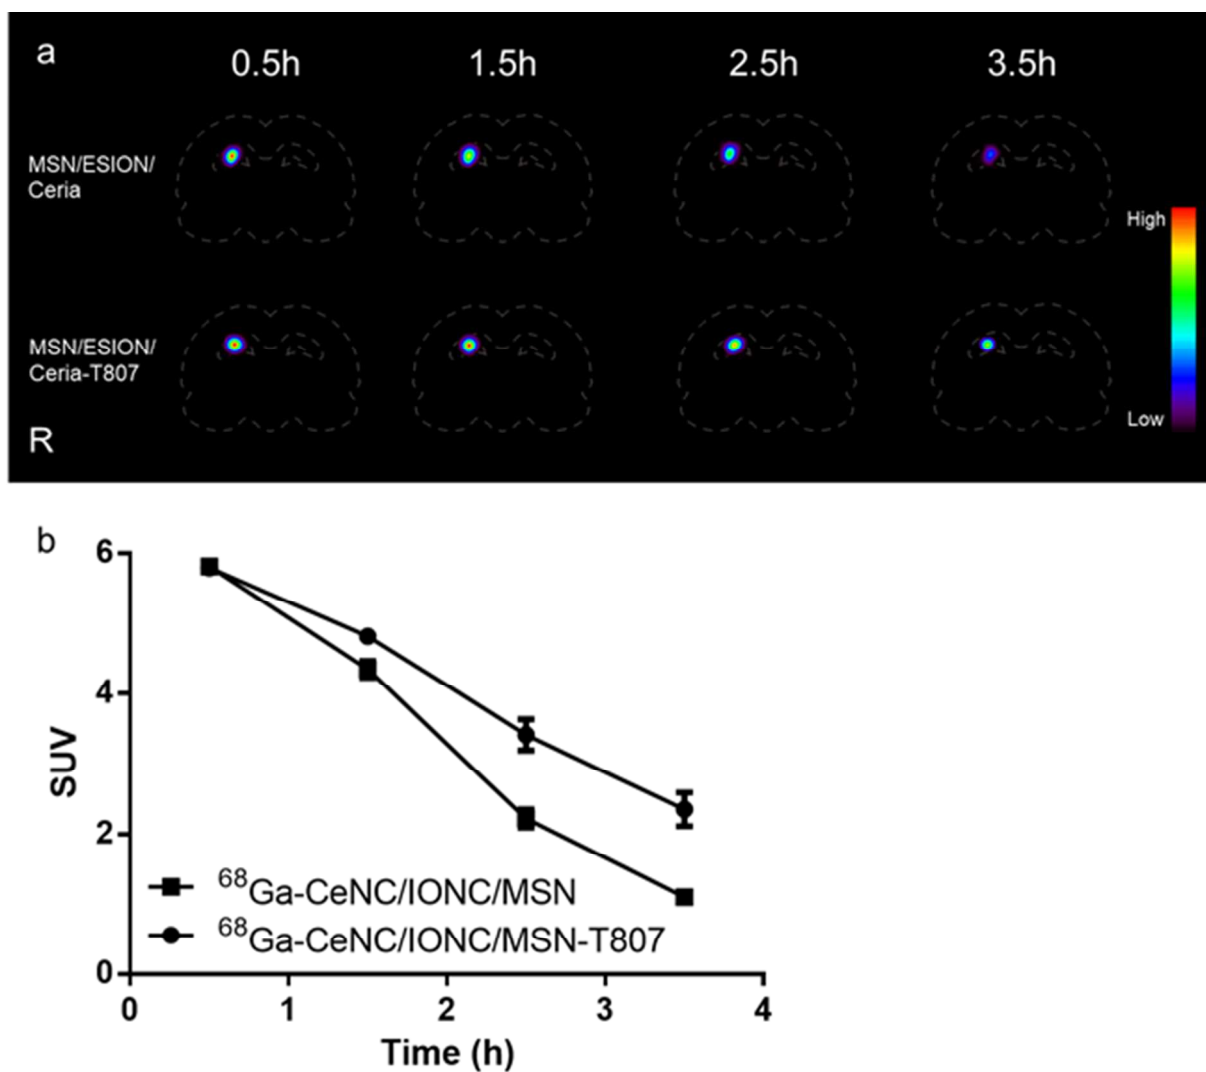 a
0.5h 1.5h 2.5h 3.5h
MSN/ESION/
Ceria
High
MSN/ESION/
Ceria-T807
Low
R
b
6
4
2
0
SUV
⁶⁸Ga-CeNC/IONC/MSN
⁶⁸Ga-CeNC/IONC/MSN-T807
0 1 2 3 4
Time (h)